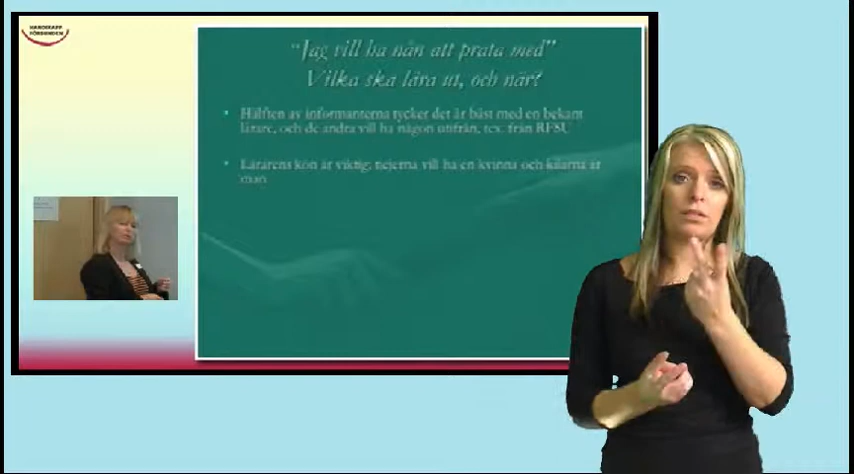 HANDIKAPP
FÖRBUNDEN
"Jag vill ha nån att prata med"
Vilka ska lära ut, och när?
• Hälften av informanterna tycker det är bäst med en bekant
lärare, och de andra vill ha någon utifrån, tex. från RFSU
• Lärarens kön är viktig; tjejerna vill ha en kvinna och killarna är
man